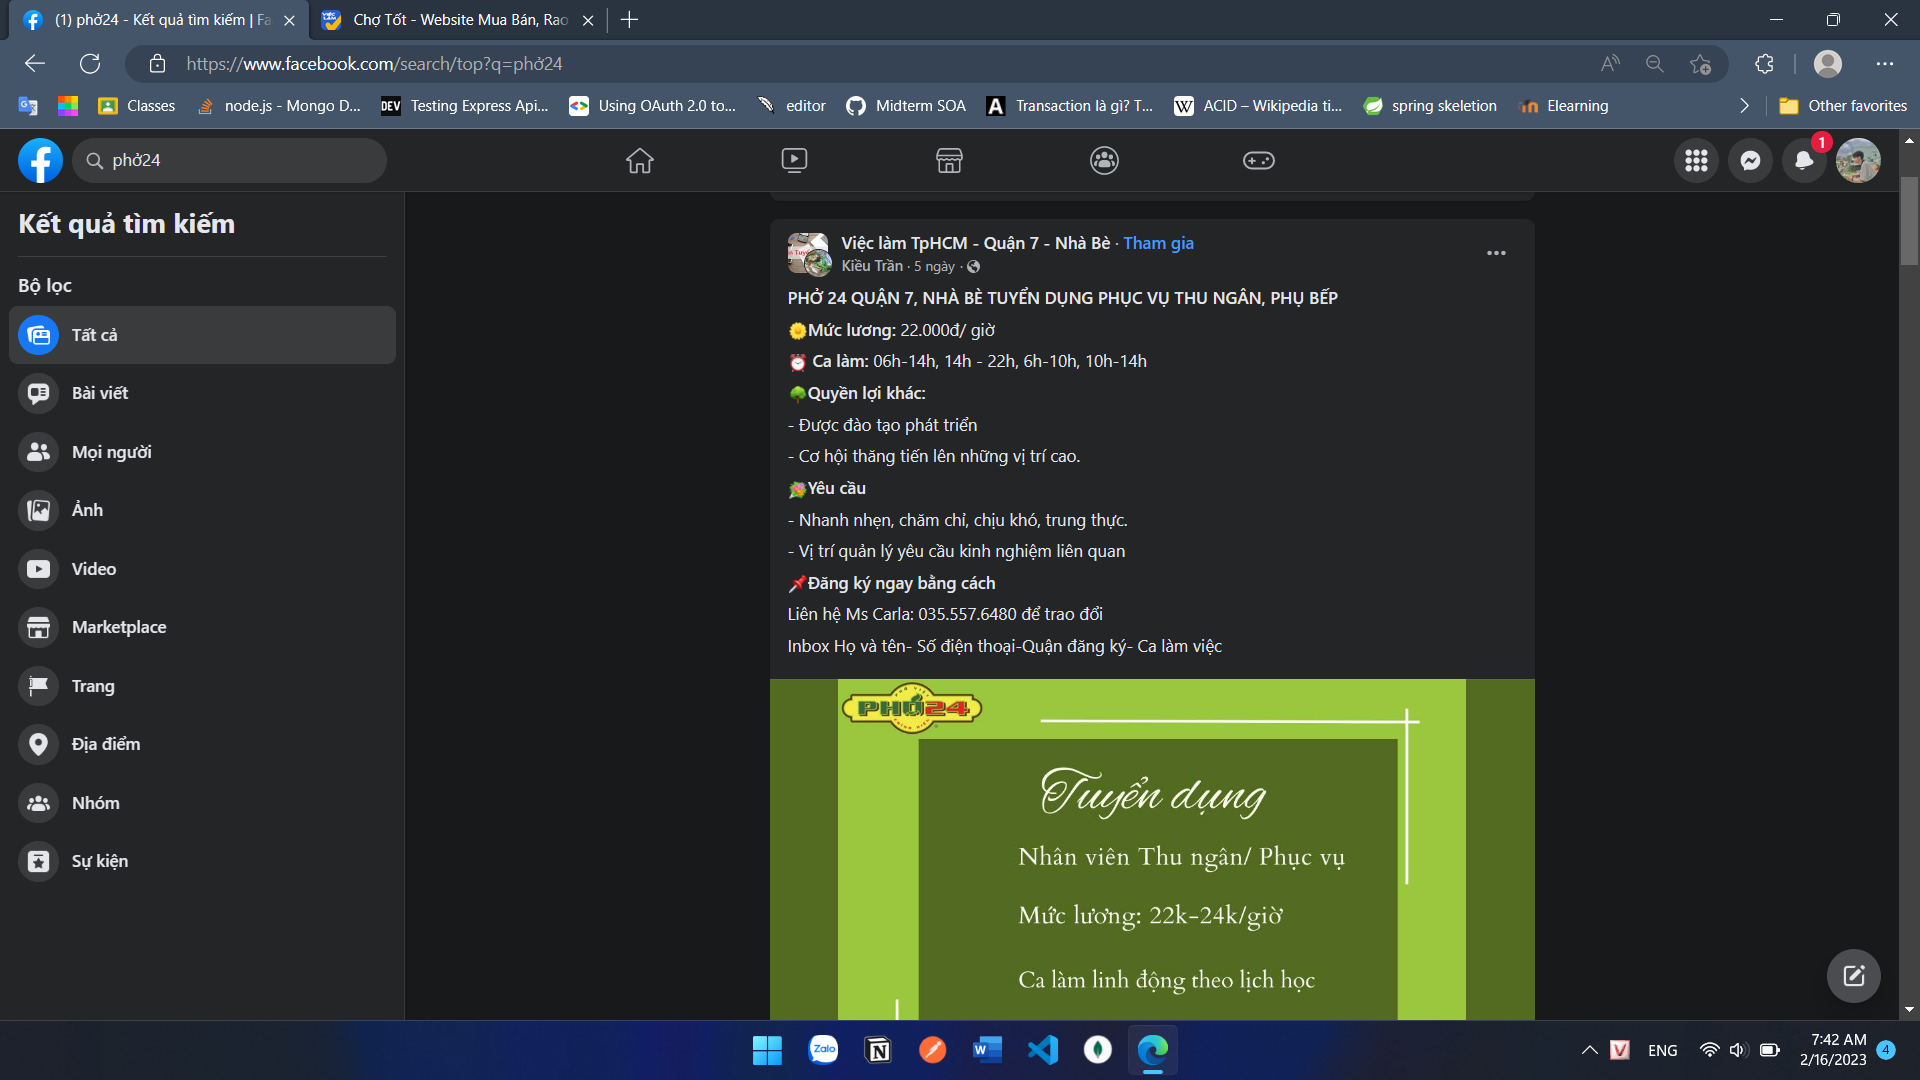 (1) phở24 - Kết quả tìm kiếm | Fa
Chợ Tốt - Website Mua Bán, Rao
https://www.facebook.com/search/top?q=phở24
Classes
node.js - Mongo D...
DEV
Testing Express Api...
Using OAuth 2.0 to...
editor
Midterm SOA
A
Transaction là gì? T...
W
ACID – Wikipedia ti...
spring skeletion
Elearning
Other favorites
phở24
1
Kết quả tìm kiếm
Bộ lọc
Tất cả
Bài viết
Mọi người
Ảnh
Video
Marketplace
Trang
Địa điểm
Nhóm
Sự kiện
Việc làm TpHCM - Quận 7 - Nhà Bè · Tham gia
Kiều Trần · 5 ngày ·
PHỞ 24 QUẬN 7, NHÀ BÈ TUYỂN DỤNG PHỤC VỤ THU NGÂN, PHỤ BẾP
🌼Mức lương: 22.000đ/ giờ
⏰ Ca làm: 06h-14h, 14h - 22h, 6h-10h, 10h-14h
🌳Quyền lợi khác:
- Được đào tạo phát triển
- Cơ hội thăng tiến lên những vị trí cao.
💐Yêu cầu
- Nhanh nhẹn, chăm chỉ, chịu khó, trung thực.
- Vị trí quản lý yêu cầu kinh nghiệm liên quan
📌Đăng ký ngay bằng cách
Liên hệ Ms Carla: 035.557.6480 để trao đổi
Inbox Họ và tên- Số điện thoại-Quận đăng ký- Ca làm việc
PHỞ24
Tuyển dụng
Nhân viên Thu ngân/ Phục vụ
Mức lương: 22k-24k/giờ
Ca làm linh động theo lịch học
Zalo
ENG
7:42 AM
2/16/2023
4